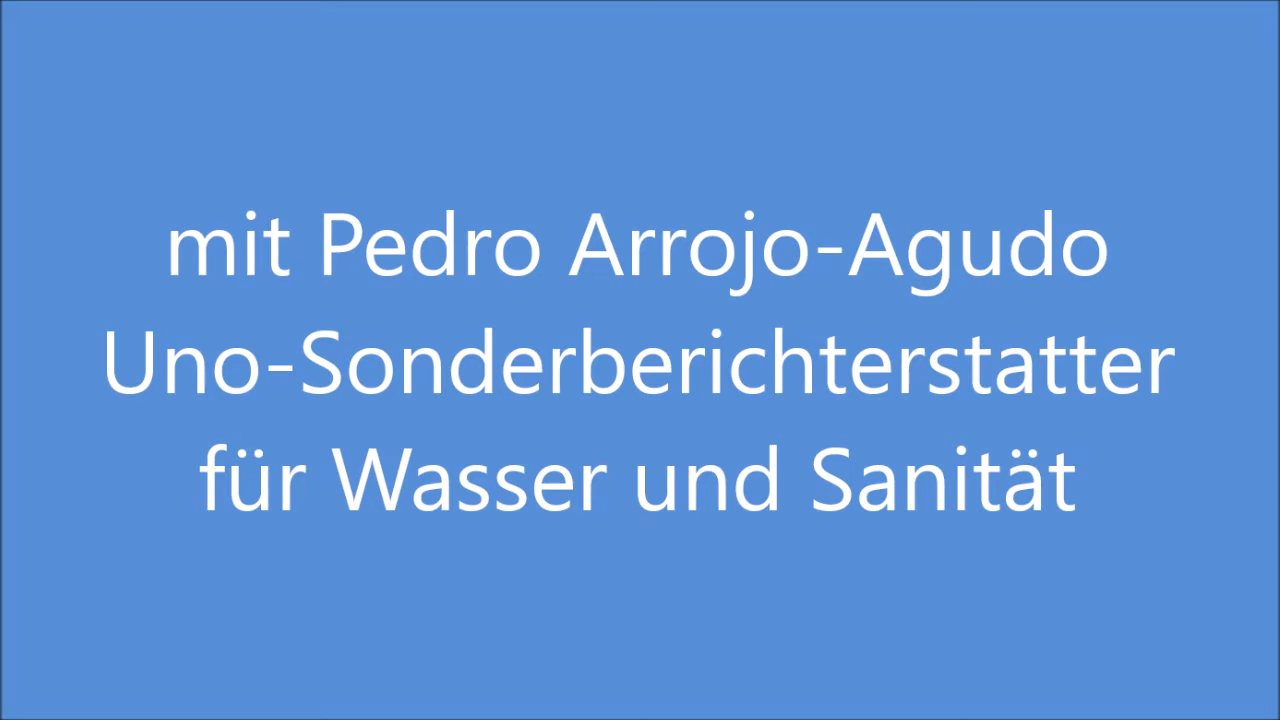 mit Pedro Arrojo-Agudo
Uno-Sonderberichterstatter
für Wasser und Sanität